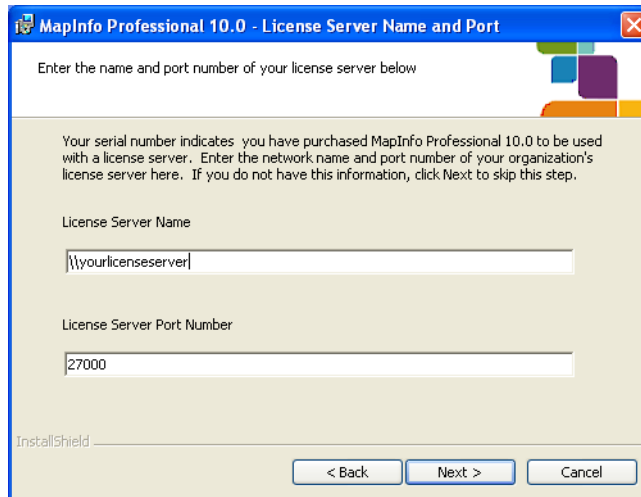 MapInfo Professional 10.0 - License Server Name and Port
Enter the name and port number of your license server below
Your serial number indicates  you have purchased MapInfo Professional 10.0 to be used
with a license server.  Enter the network name and port number of your organization's
license server here.  If you do not have this information, click Next to skip this step.
License Server Name
\\yourlicenseserver
License Server Port Number
27000
InstallShield
< Back
Next >
Cancel